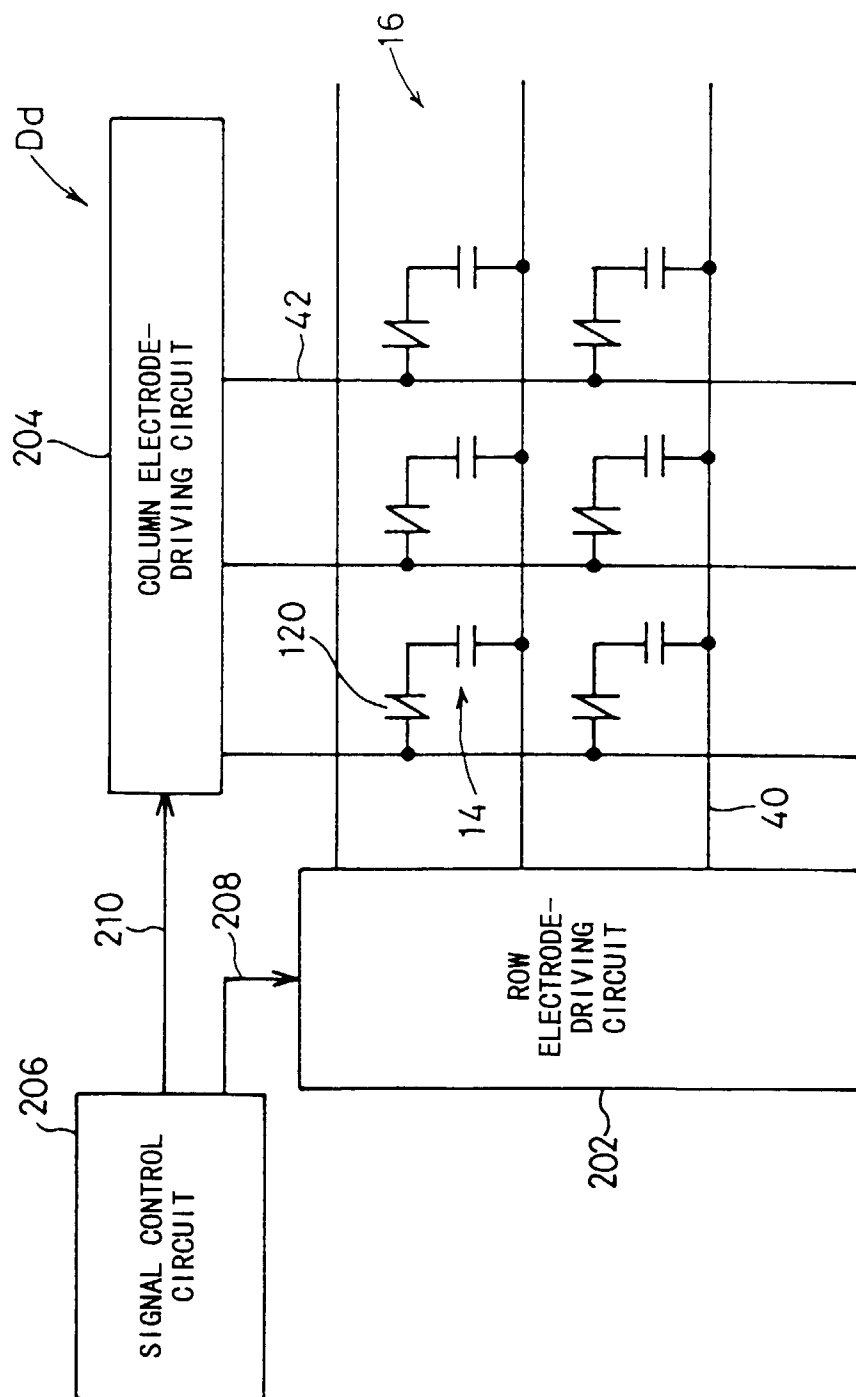 Dd
16
204
COLUMN ELECTRODE-
DRIVING CIRCUIT
42
120
14
40
210
208
206
SIGNAL CONTROL
CIRCUIT
ROW
ELECTRODE-
DRIVING
CIRCUIT
202